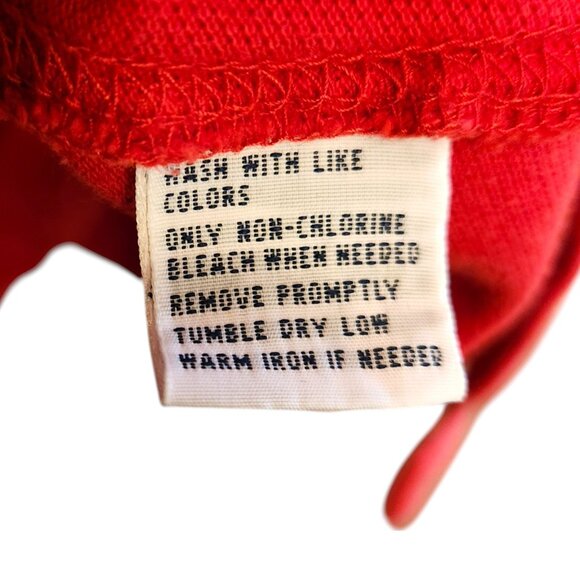 WASH WITH LIKE
COLORS
ONLY NON-CHLORINE
BLEACH WHEN NEEDED
REMOVE PROMPTLY
TUMBLE DRY LOW
WARM IRON IF NEEDED